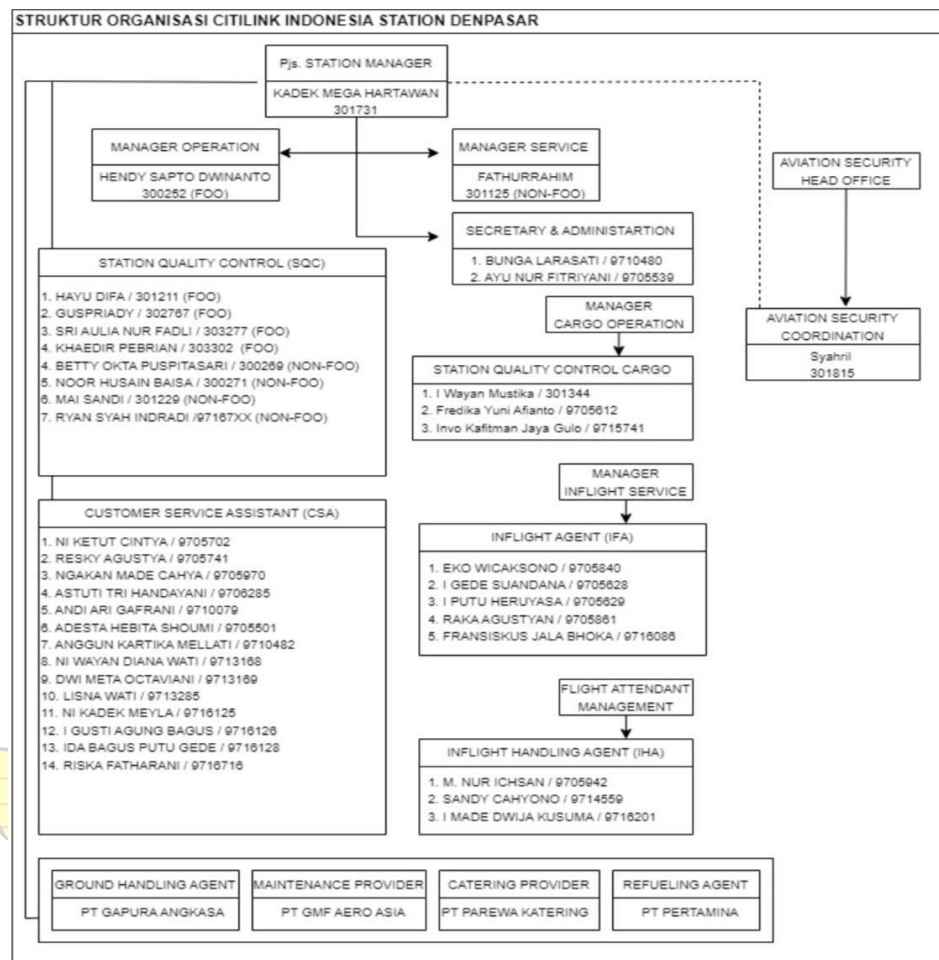 STRUKTUR ORGANISASI CITILINK INDONESIA STATION DENPASAR
Pjs. STATION MANAGER
KADEK MEGA HARTAWAN
301731
MANAGER OPERATION
HENDY SAPTO DWINANTO
300252 (FOO)
MANAGER SERVICE
FATHURRAHIM
301125 (NON-FOO)
AVIATION SECURITY
HEAD OFFICE
SECRETARY & ADMINISTARTION
1. BUNGA LARASATI / 9710480
2. AYU NUR FITRIYANI / 9705539
STATION QUALITY CONTROL (SQC)
1. HAYU DIFA / 301211 (FOO)
2. GUSPRIADY / 302767 (FOO)
3. SRI AULIA NUR FADLI / 303277 (FOO)
4. KHAEDIR PEBRIAN / 303302 (FOO)
4. BETTY OKTA PUSPITASARI / 300269 (NON-FOO)
5. NOOR HUSAIN BAISA / 300271 (NON-FOO)
6. MAI SANDI / 301229 (NON-FOO)
7. RYAN SYAH INDRADI /97167XX (NON-FOO)
MANAGER
CARGO OPERATION
STATION QUALITY CONTROL CARGO
1. I Wayan Mustika / 301344
2. Fredika Yuni Afianto / 9705612
3. Invo Kafitman Jaya Gulo / 9715741
AVIATION SECURITY
COORDINATION
Syahril
301815
MANAGER
INFLIGHT SERVICE
INFLIGHT AGENT (IFA)
1. EKO WICAKSONO / 9705840
2. I GEDE SUANDANA / 9705628
3. I PUTU HERUYASA / 9705629
4. RAKA AGUSTYAN / 9705861
5. FRANSISKUS JALA BHOKA / 9716086
CUSTOMER SERVICE ASSISTANT (CSA)
1. NI KETUT CINTYA / 9705702
2. RESKY AGUSTYA / 9705741
3. NGAKAN MADE CAHYA / 9705970
4. ASTUTI TRI HANDAYANI / 9706285
5. ANDI ARI GAFRANI / 9710079
6. ADESTA HEBITA SHOUMI / 9705501
7. ANGGUN KARTIKA MELLATI / 9710482
8. NI WAYAN DIANA WATI / 9713168
9. DWI META OCTAVIANI / 9713169
10. LISNA WATI / 9713285
11. NI KADEK MEYLA / 9716125
12. I GUSTI AGUNG BAGUS / 9716126
13. IDA BAGUS PUTU GEDE / 9716128
14. RISKA FATHARANI / 9716716
FLIGHT ATTENDANT
MANAGEMENT
INFLIGHT HANDLING AGENT (IHA)
1. M. NUR ICHSAN / 9705942
2. SANDY CAHYONO / 9714559
3. I MADE DWIJA KUSUMA / 9716201
GROUND HANDLING AGENT
PT GAPURA ANGKASA
MAINTENANCE PROVIDER
PT GMF AERO ASIA
CATERING PROVIDER
PT PAREWA KATERING
REFUELING AGENT
PT PERTAMINA